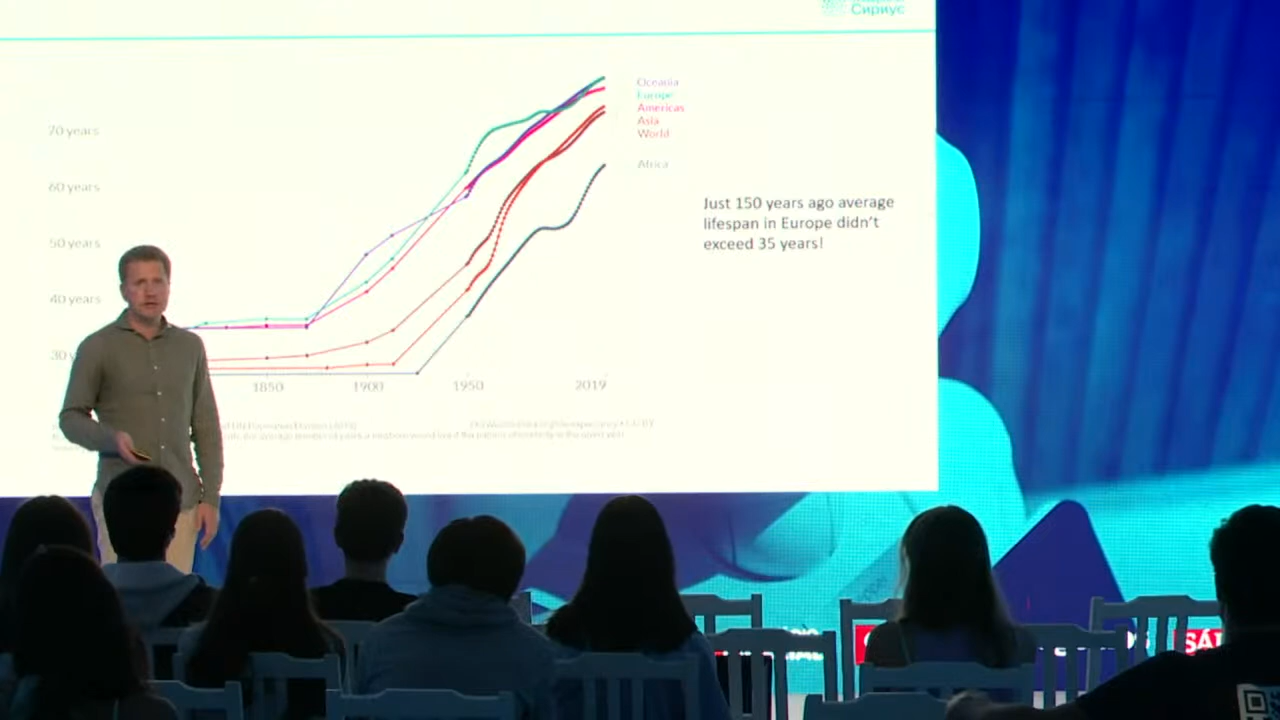 Сириус
70 years
60 years
50 years
40 years
30
1850
1900
1950
2019
Oceania
Europe
Americas
Asia
World
Africa
Just 150 years ago average
lifespan in Europe didn't
exceed 35 years!